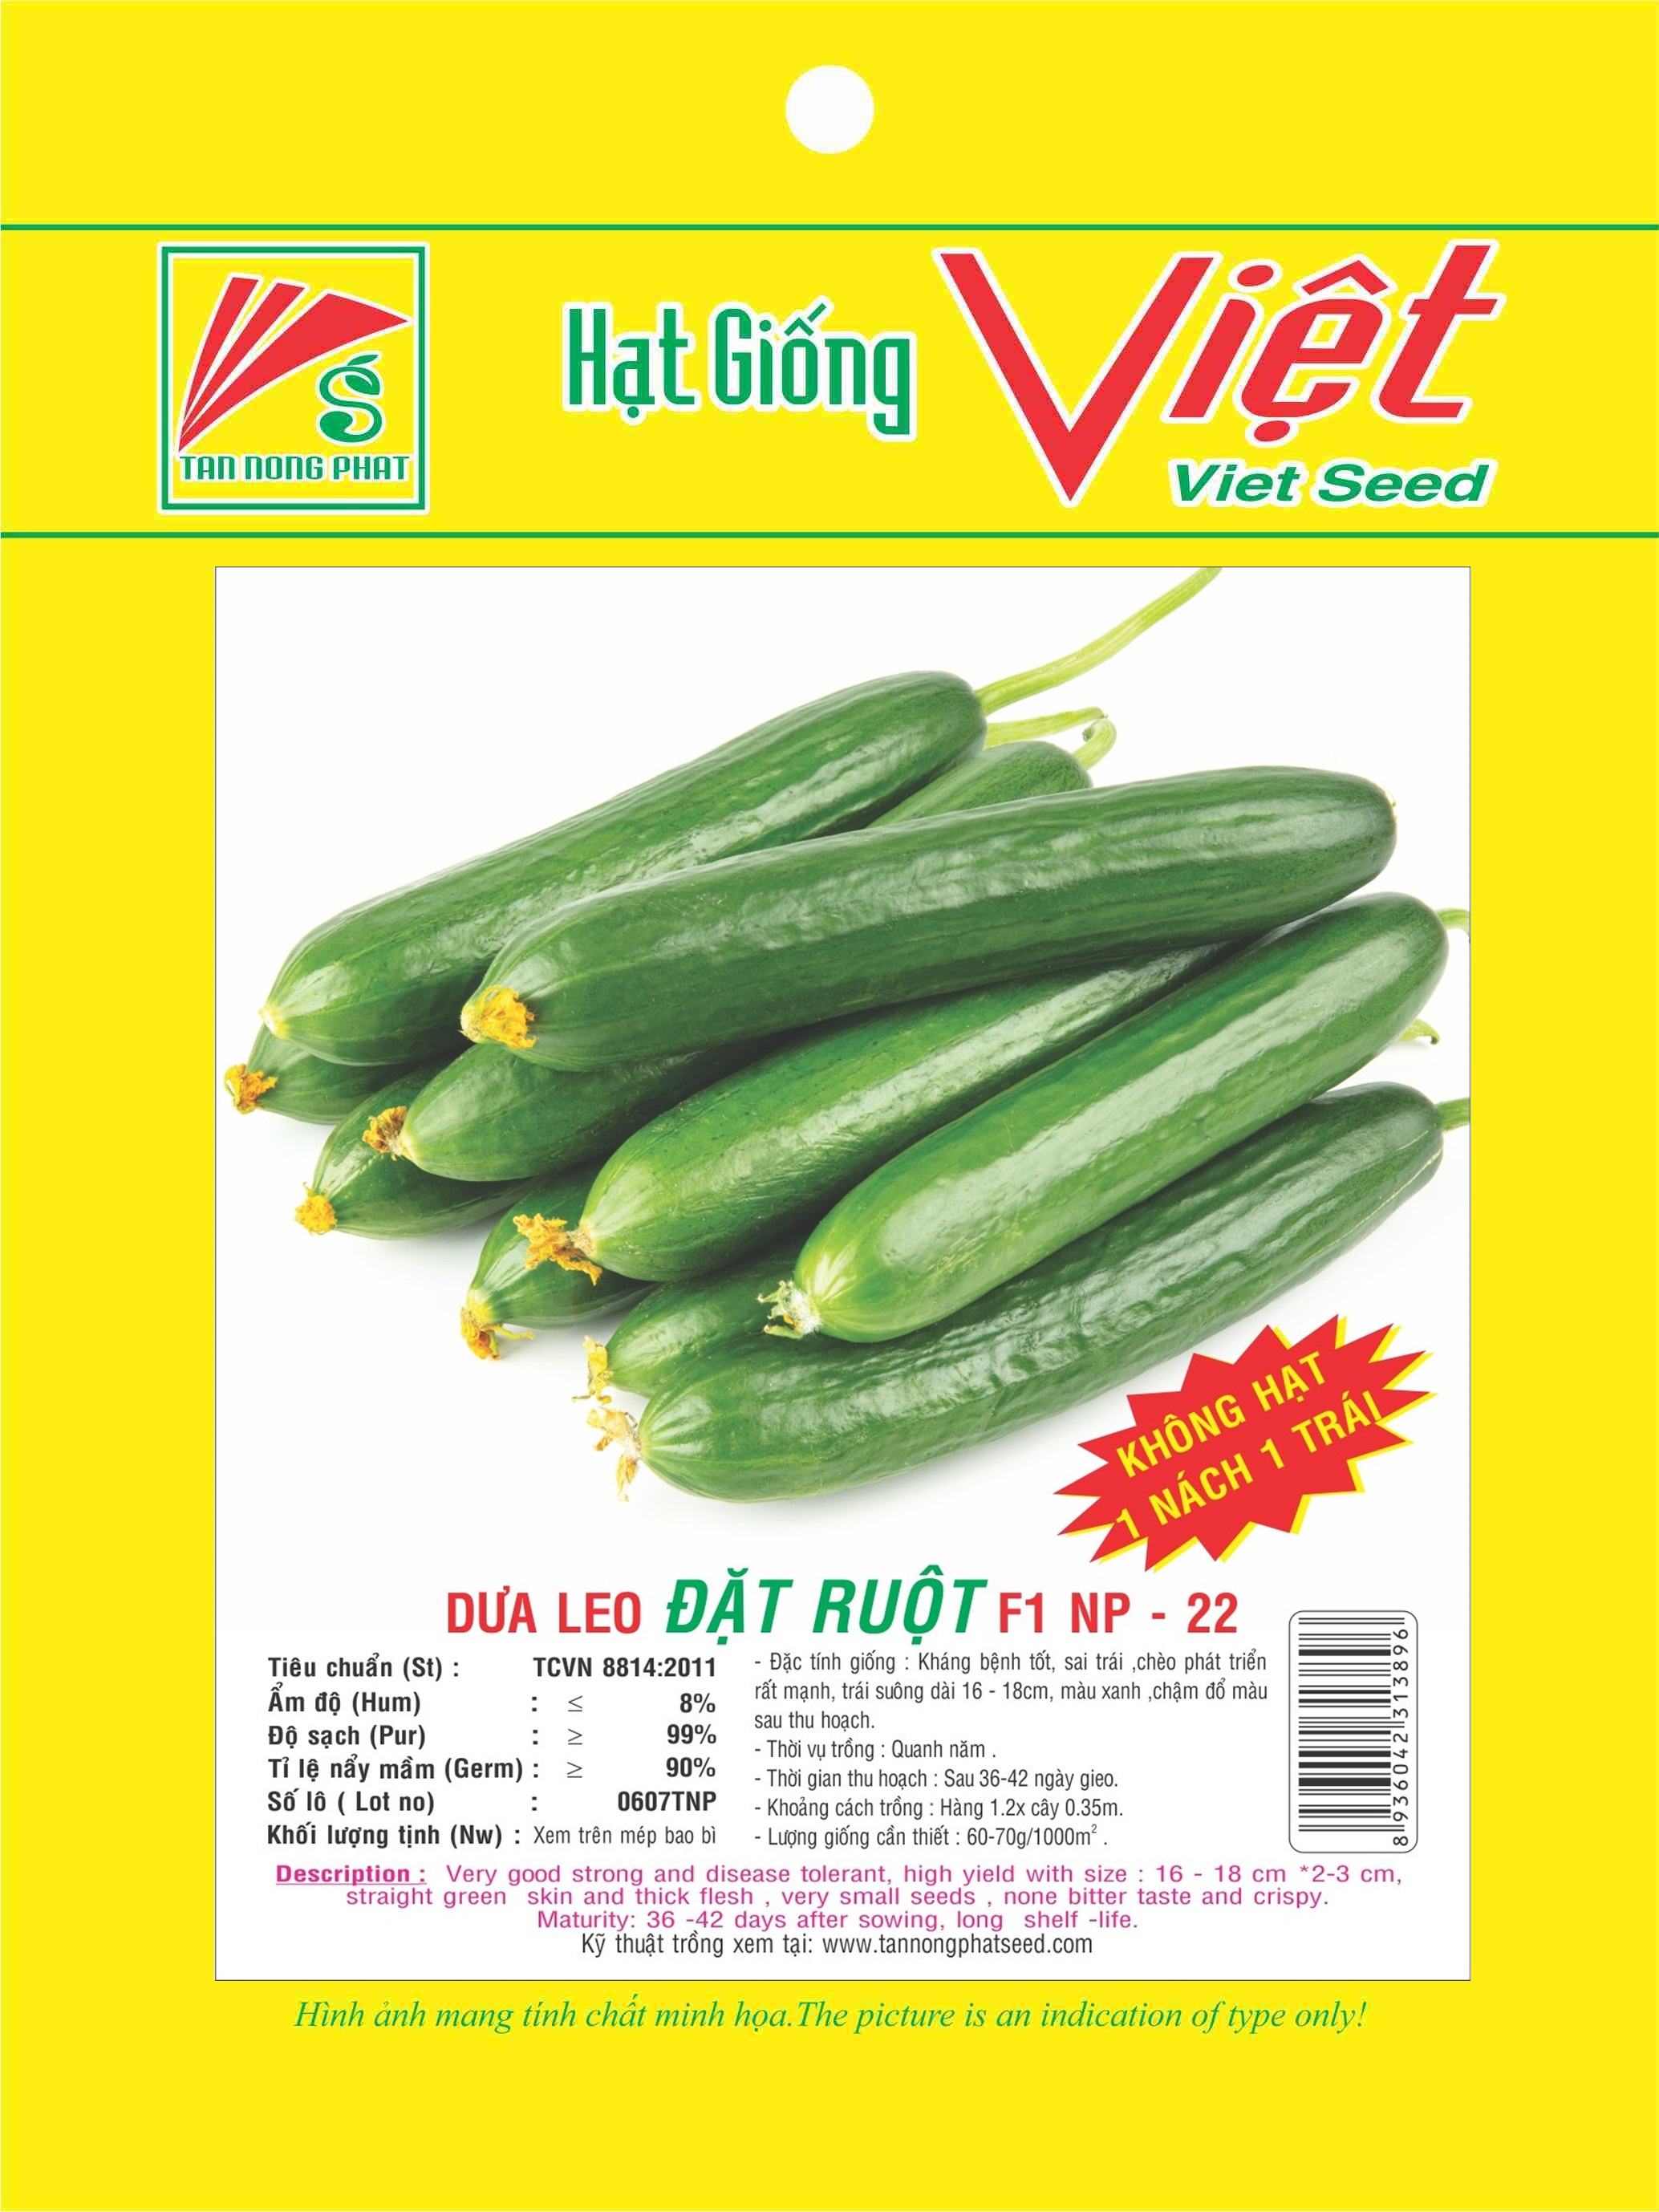 TAN NONG PHAT
Hạt Giống Việt
Viet Seed
KHÔNG HẠT
1 NÁCH 1 TRÁI
DƯA LEO ĐẶT RUỘT F1 NP - 22
Tiêu chuẩn (St) : TCVN 8814:2011
Ẩm độ (Hum) : ≤ 8%
Độ sạch (Pur) : ≥ 99%
Tỉ lệ nẩy mầm (Germ) : ≥ 90%
Số lô ( Lot no) : 0607TNP
Khối lượng tịnh (Nw) : Xem trên mép bao bì
- Đặc tính giống : Kháng bệnh tốt, sai trái ,chèo phát triển
rất mạnh, trái suông dài 16 - 18cm, màu xanh ,chậm đổ màu
sau thu hoạch.
- Thời vụ trồng : Quanh năm .
- Thời gian thu hoạch : Sau 36-42 ngày gieo.
- Khoảng cách trồng : Hàng 1.2x cây 0.35m.
- Lượng giống cần thiết : 60-70g/1000m² .
8936042313896
Description : Very good strong and disease tolerant, high yield with size : 16 - 18 cm *2-3 cm,
straight green skin and thick flesh , very small seeds , none bitter taste and crispy.
Maturity: 36 -42 days after sowing, long shelf -life.
Kỹ thuật trồng xem tại: www.tannongphatseed.com
Hình ảnh mang tính chất minh họa.The picture is an indication of type only!